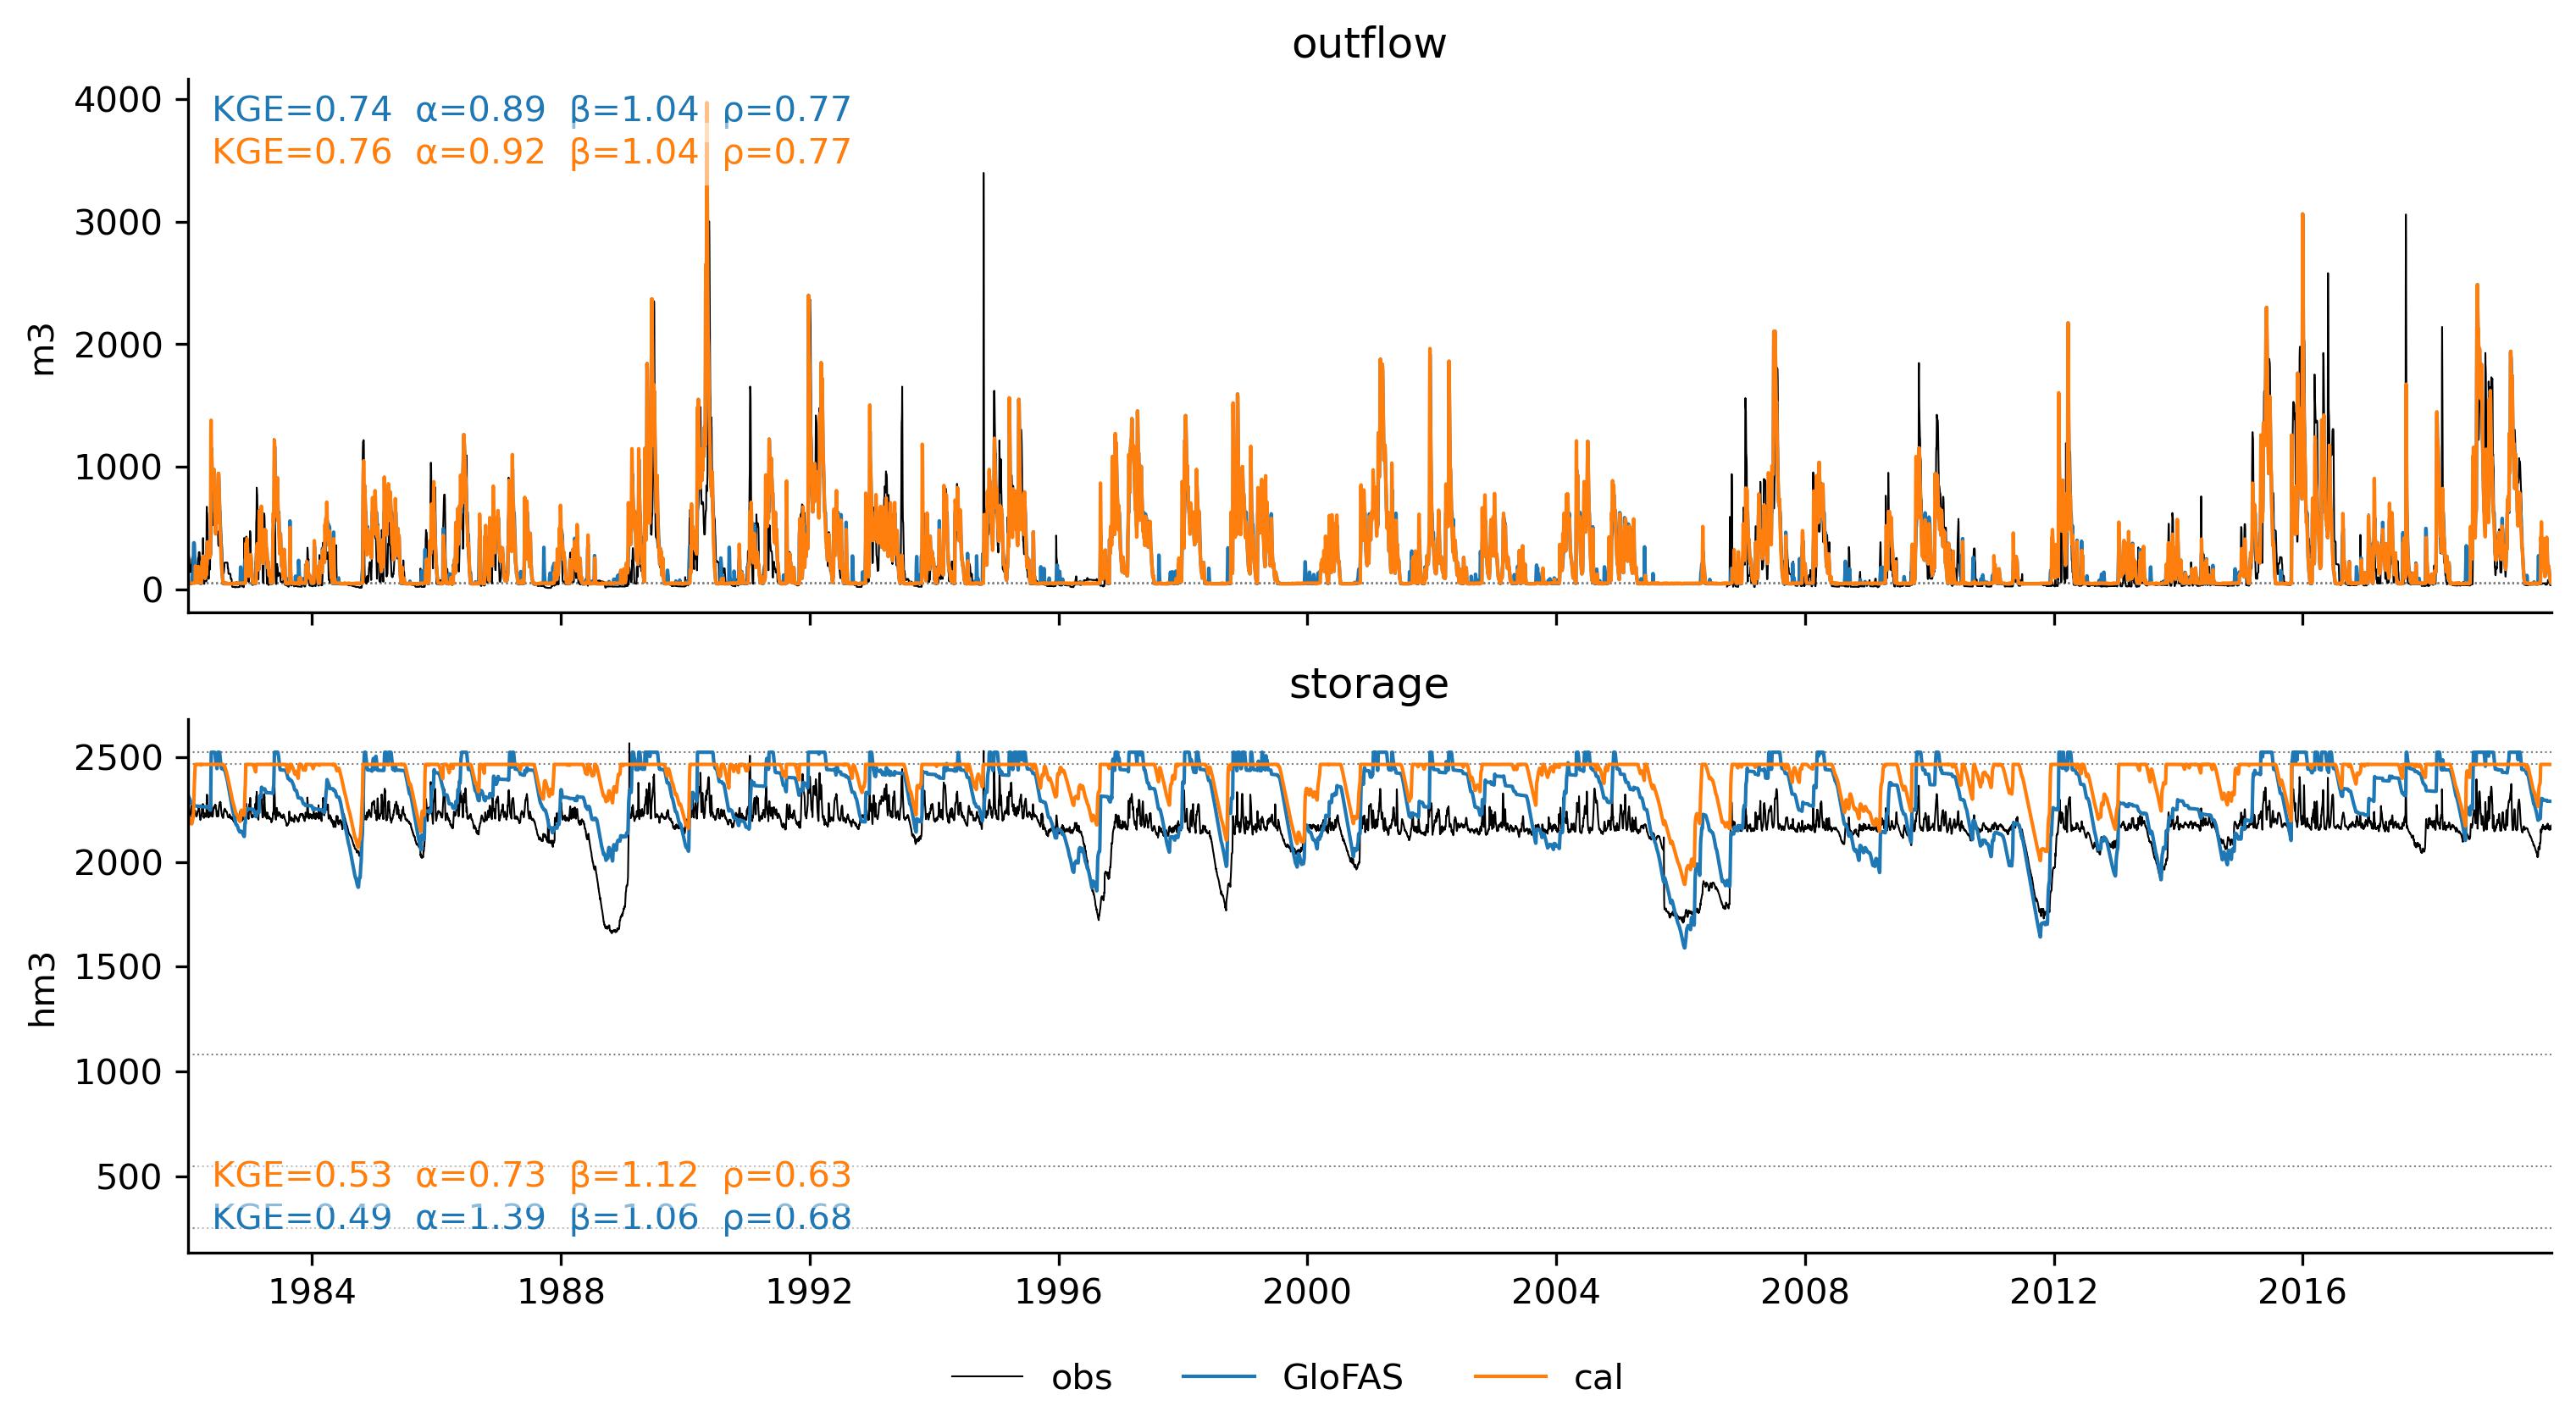 outflow
4000
3000
2000
1000
0
m3
KGE=0.74 α=0.89 β=1.04 ρ=0.77
KGE=0.76 α=0.92 β=1.04 ρ=0.77
storage
2500
2000
1500
1000
500
hm3
KGE=0.53 α=0.73 β=1.12 ρ=0.63
KGE=0.49 α=1.39 β=1.06 ρ=0.68
1984 1988 1992 1996 2000 2004 2008 2012 2016
obs GloFAS cal